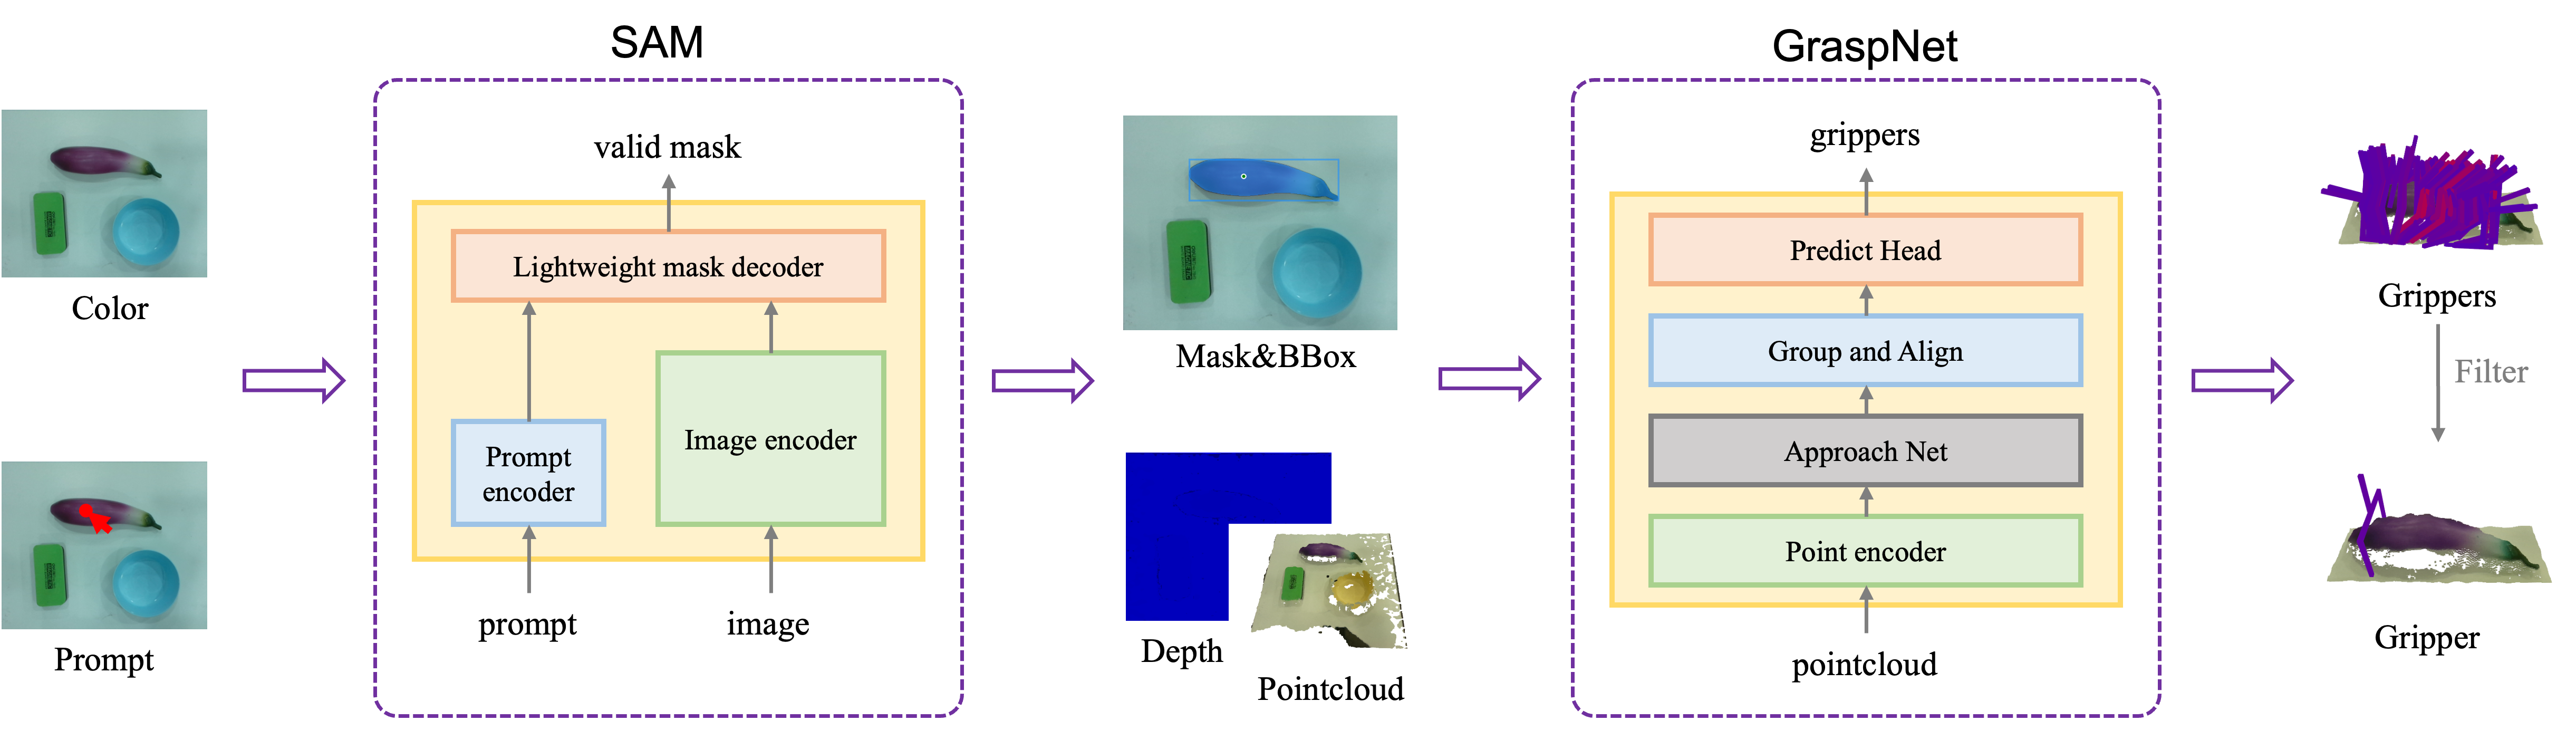 SAM
GraspNet
Color
Prompt
valid mask
Lightweight mask decoder
Prompt
encoder
Image encoder
prompt
image
Mask&BBox
Depth
Pointcloud
grippers
Predict Head
Group and Align
Approach Net
Point encoder
pointcloud
Grippers
Filter
Gripper